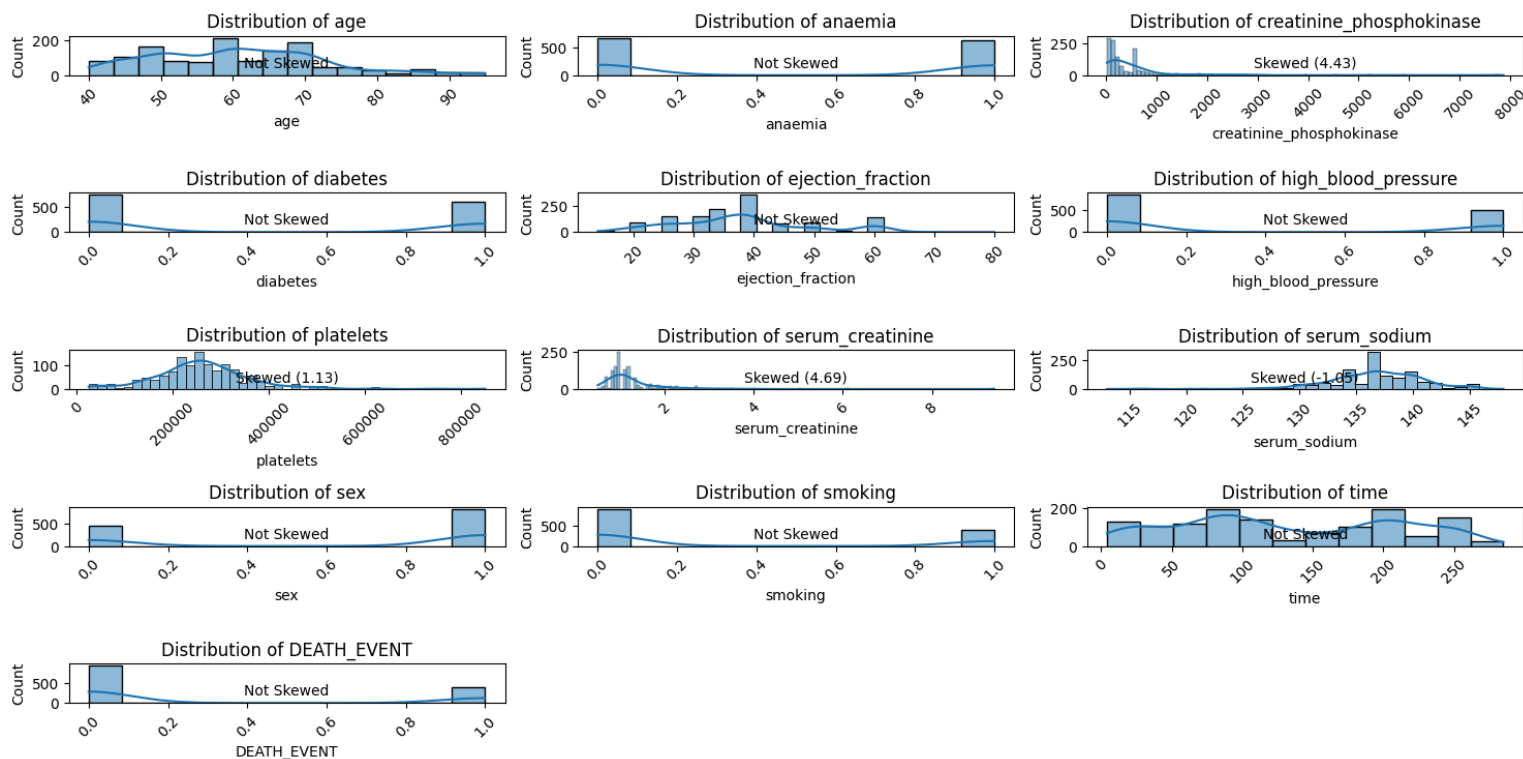 Distribution of age
Count
200
0
Not Skewed
40
50
60
70
80
90
age
Distribution of anaemia
Count
500
0
Not Skewed
0.0
0.2
0.4
0.6
0.8
1.0
anaemia
Distribution of creatinine_phosphokinase
Count
250
0
Skewed (4.43)
0
1000
2000
3000
4000
5000
6000
7000
8000
creatinine_phosphokinase
Distribution of diabetes
Count
500
0
Not Skewed
0.0
0.2
0.4
0.6
0.8
1.0
diabetes
Distribution of ejection_fraction
Count
250
0
Not Skewed
20
30
40
50
60
70
80
ejection_fraction
Distribution of high_blood_pressure
Count
500
0
Not Skewed
0.0
0.2
0.4
0.6
0.8
1.0
high_blood_pressure
Distribution of platelets
Count
100
0
Skewed (1.13)
0
200000
400000
600000
800000
platelets
Distribution of serum_creatinine
Count
250
0
Skewed (4.69)
2
4
6
8
serum_creatinine
Distribution of serum_sodium
Count
250
0
Skewed (-1.05)
115
120
125
130
135
140
145
serum_sodium
Distribution of sex
Count
500
0
Not Skewed
0.0
0.2
0.4
0.6
0.8
1.0
sex
Distribution of smoking
Count
500
0
Not Skewed
0.0
0.2
0.4
0.6
0.8
1.0
smoking
Distribution of time
Count
200
0
Not Skewed
0
50
100
150
200
250
time
Distribution of DEATH_EVENT
Count
500
0
Not Skewed
0.0
0.2
0.4
0.6
0.8
1.0
DEATH_EVENT